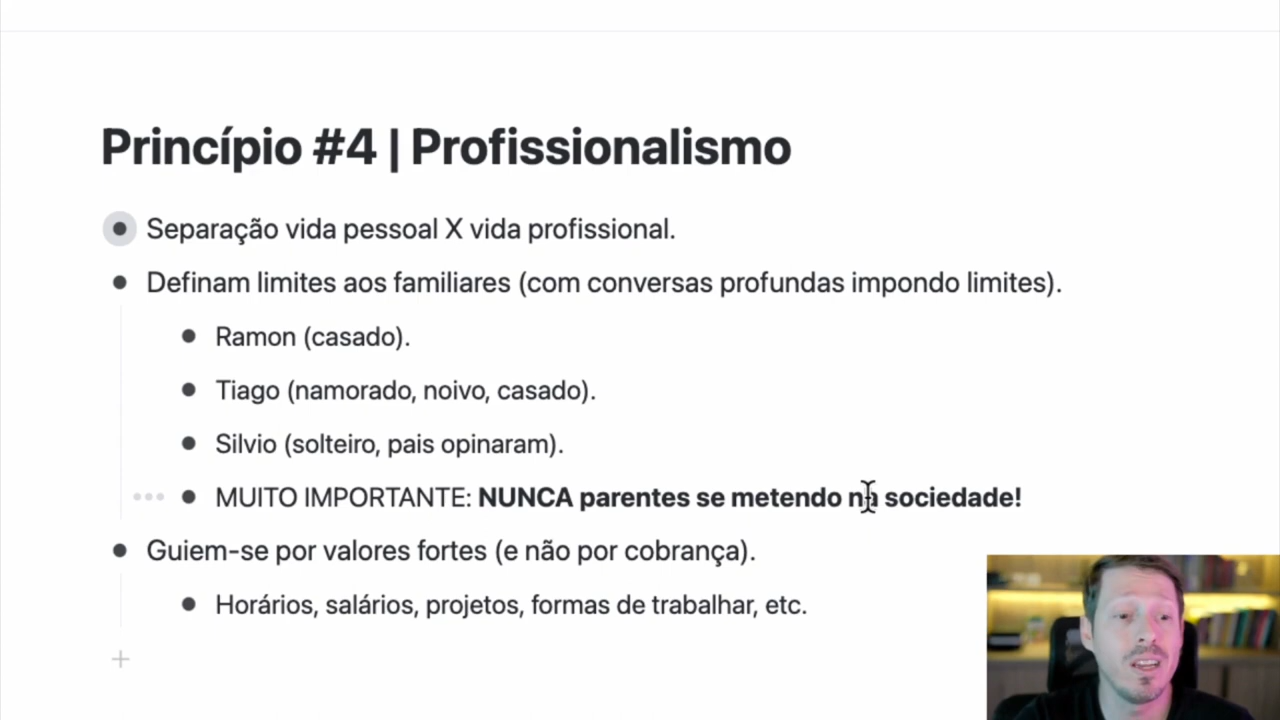 Princípio #4 | Profissionalismo
Separação vida pessoal X vida profissional.
Definam limites aos familiares (com conversas profundas impondo limites).
Ramon (casado).
Tiago (namorado, noivo, casado).
Silvio (solteiro, pais opinaram).
MUITO IMPORTANTE: NUNCA parentes se metendo na sociedade!
Guiem-se por valores fortes (e não por cobrança).
Horários, salários, projetos, formas de trabalhar, etc.